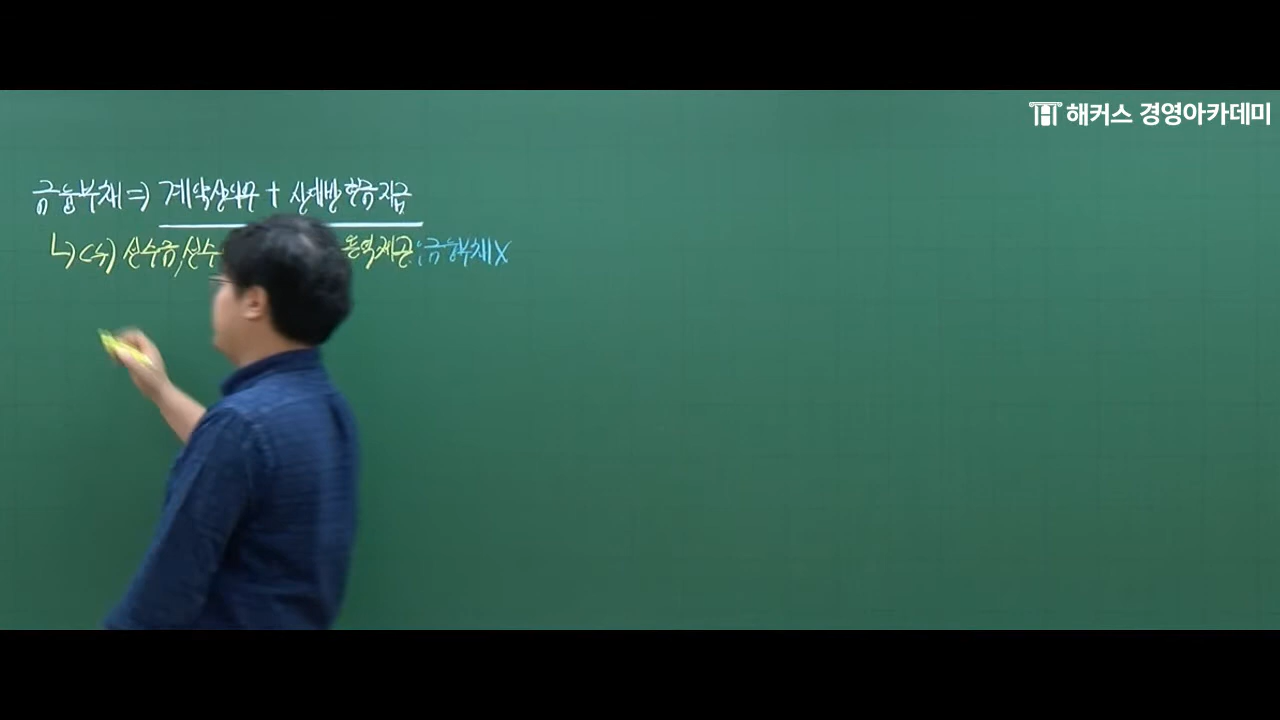 해커스 경영아카데미
금융부채 ⇒ 계약상의무 + 상대방 현금지급
↳ (수) 선수금, 선수 용역제공 : 금융부채 X